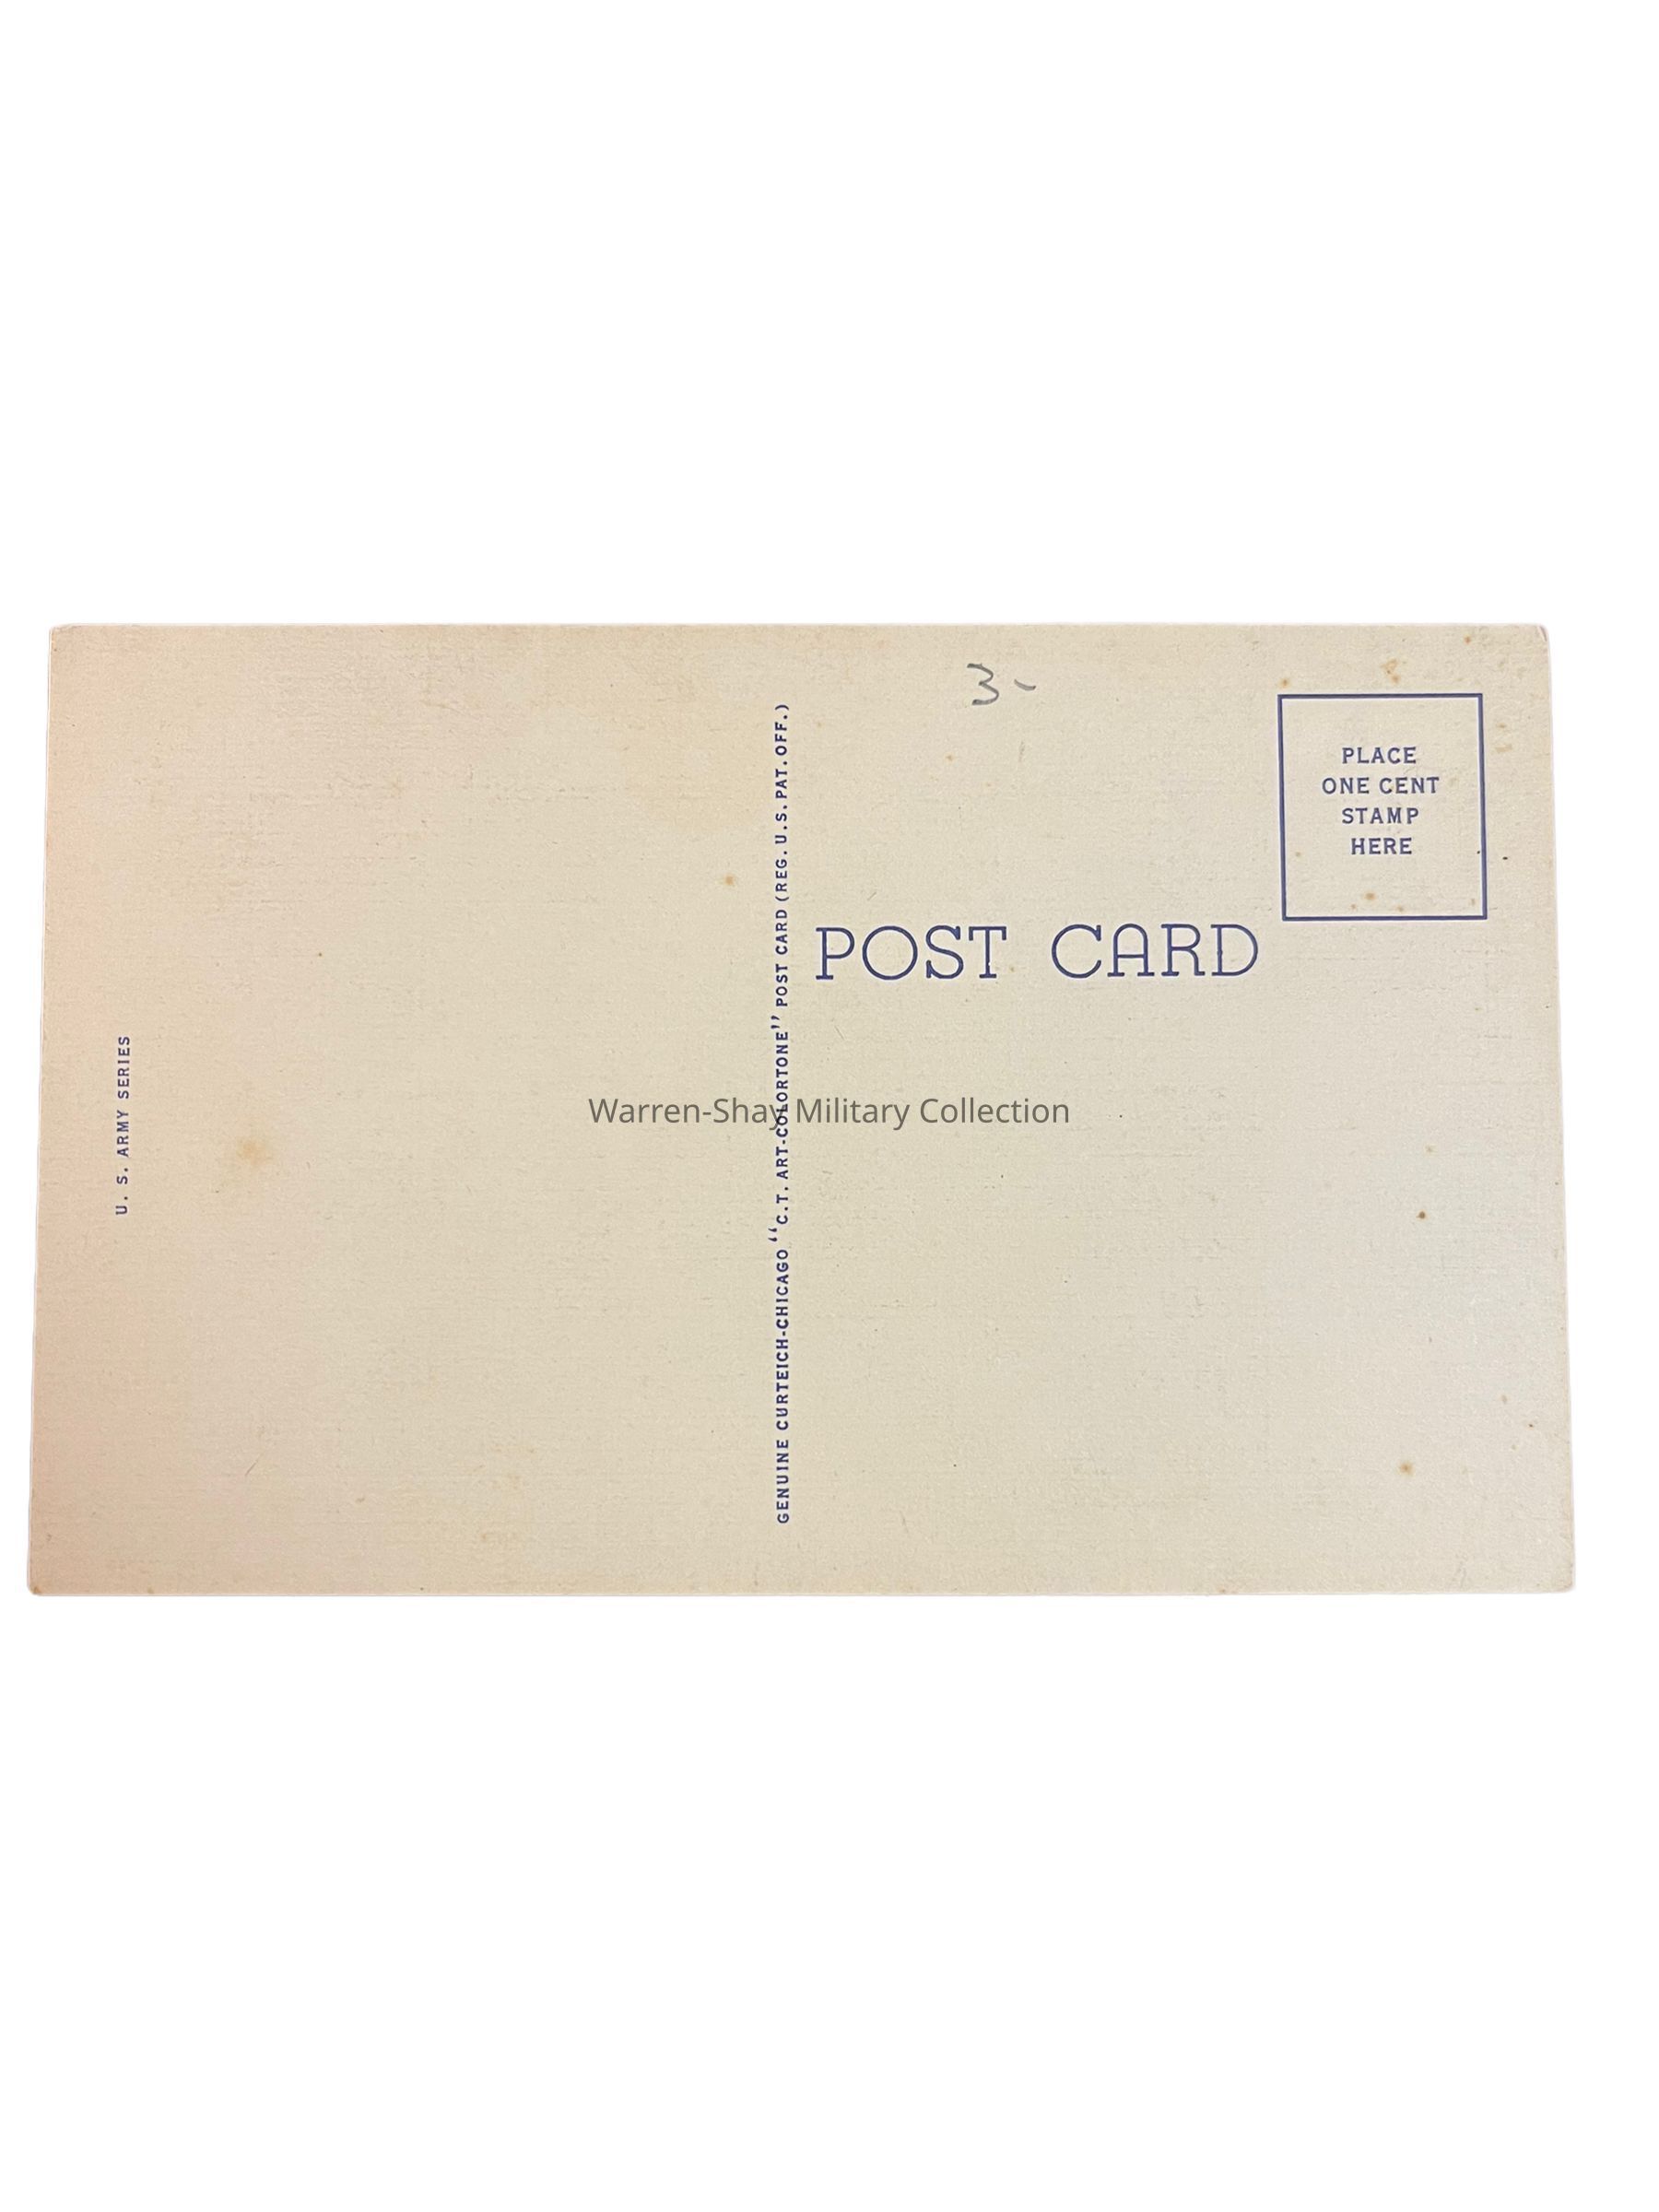 3-
PLACE
ONE CENT
STAMP
HERE
POST CARD
U. S. ARMY SERIES
GENUINE CURTEICH-CHICAGO "C.T. ART-COLORTONE" POST CARD (REG. U.S. PAT. OFF.)
Warren-Shay Military Collection